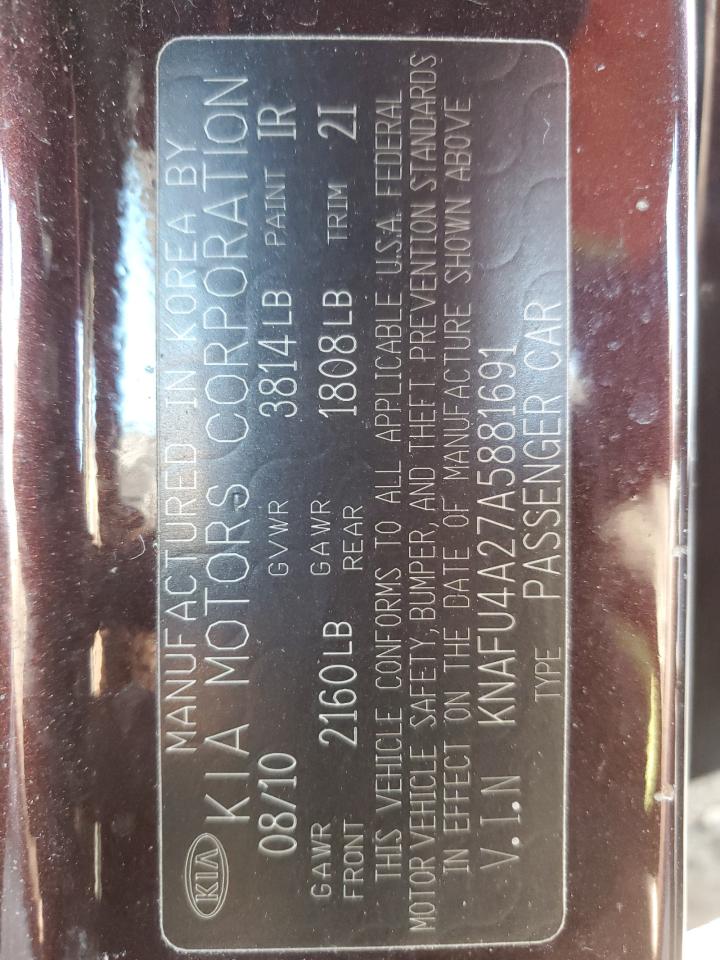 MANUFACTURED IN KOREA BY
KIA KIA MOTORS CORPORATION
08/10 GVWR 3814LB PAINT IR
GAWR FRONT 2160LB GAWR REAR 1808LB TRIM 2I
THIS VEHICLE CONFORMS TO ALL APPLICABLE U.S.A. FEDERAL
MOTOR VEHICLE SAFETY, BUMPER, AND THEFT PREVENTION STANDARDS
IN EFFECT ON THE DATE OF MANUFACTURE SHOWN ABOVE
V.I.N KNAFU4A27A5881691
TYPE PASSENGER CAR